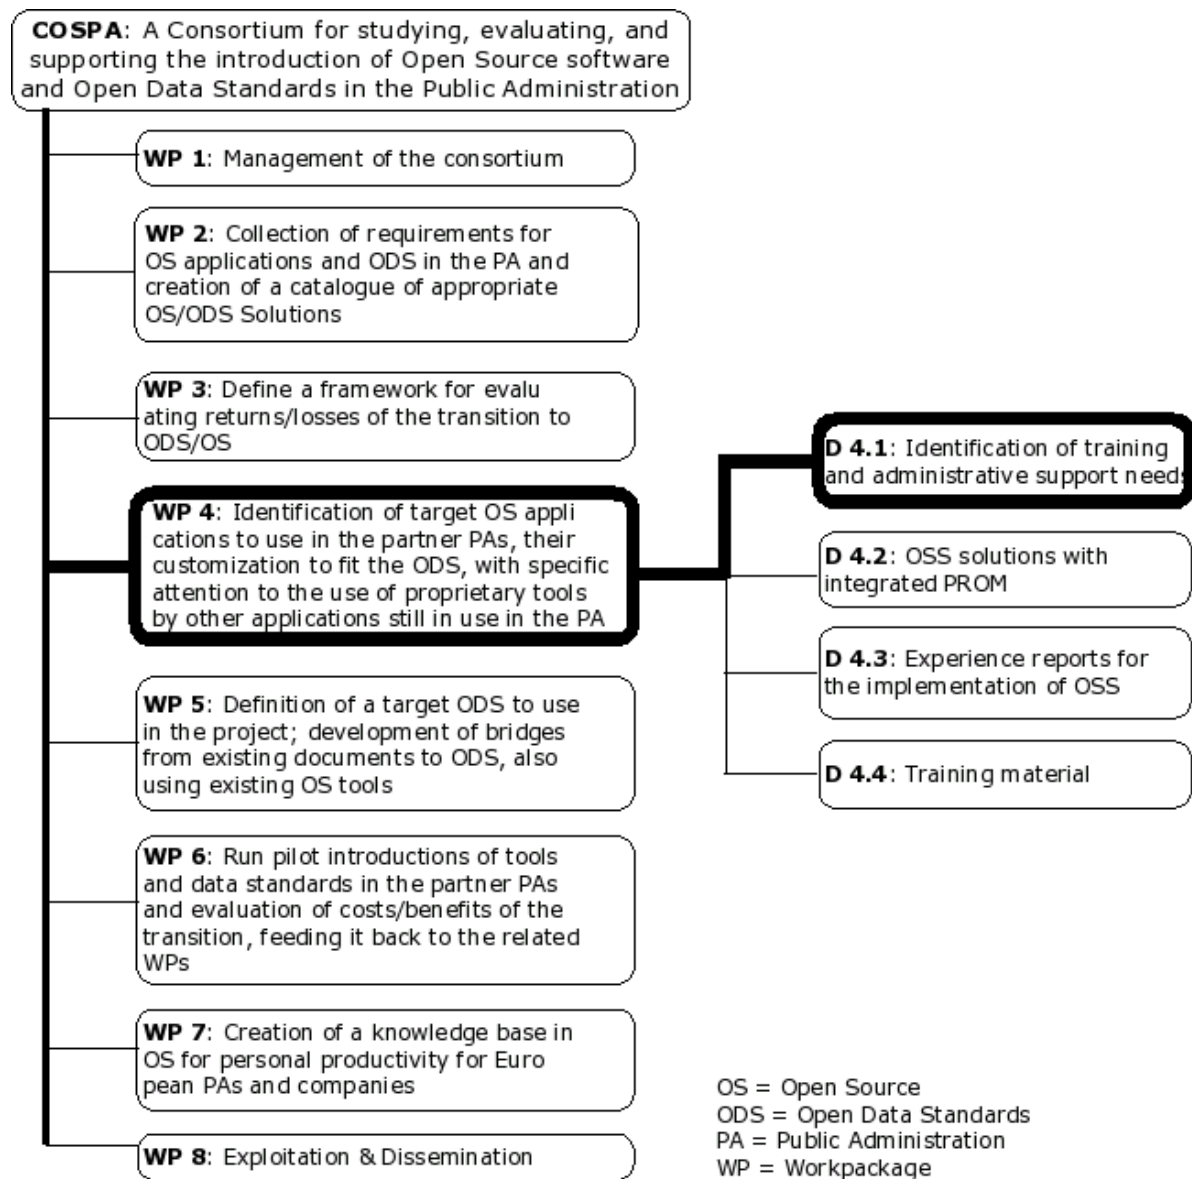 COSPA: A Consortium for studying, evaluating, and
supporting the introduction of Open Source software
and Open Data Standards in the Public Administration
WP 1: Management of the consortium
WP 2: Collection of requirements for
OS applications and ODS in the PA and
creation of a catalogue of appropriate
OS/ODS Solutions
WP 3: Define a framework for evalu
ating returns/losses of the transition to
ODS/OS
WP 4: Identification of target OS appli
cations to use in the partner PAs, their
customization to fit the ODS, with specific
attention to the use of proprietary tools
by other applications still in use in the PA
WP 5: Definition of a target ODS to use
in the project; development of bridges
from existing documents to ODS, also
using existing OS tools
WP 6: Run pilot introductions of tools
and data standards in the partner PAs
and evaluation of costs/benefits of the
transition, feeding it back to the related
WPs
WP 7: Creation of a knowledge base in
OS for personal productivity for Euro
pean PAs and companies
WP 8: Exploitation & Dissemination
D 4.1: Identification of training
and administrative support needs
D 4.2: OSS solutions with
integrated PROM
D 4.3: Experience reports for
the implementation of OSS
D 4.4: Training material
OS = Open Source
ODS = Open Data Standards
PA = Public Administration
WP = Workpackage